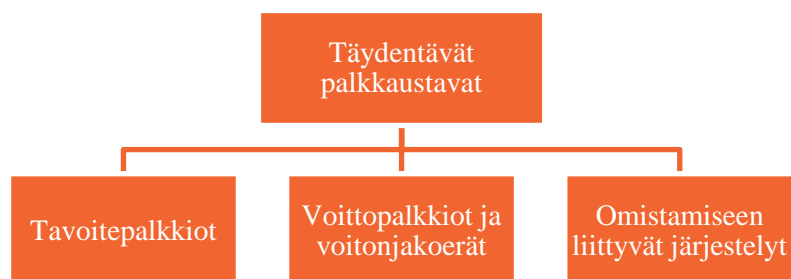 Täydentävät
palkkaustavat
Tavoitepalkkiot
Voittopalkkiot ja
voitonjakoerät
Omistamiseen
liittyvät järjestelyt